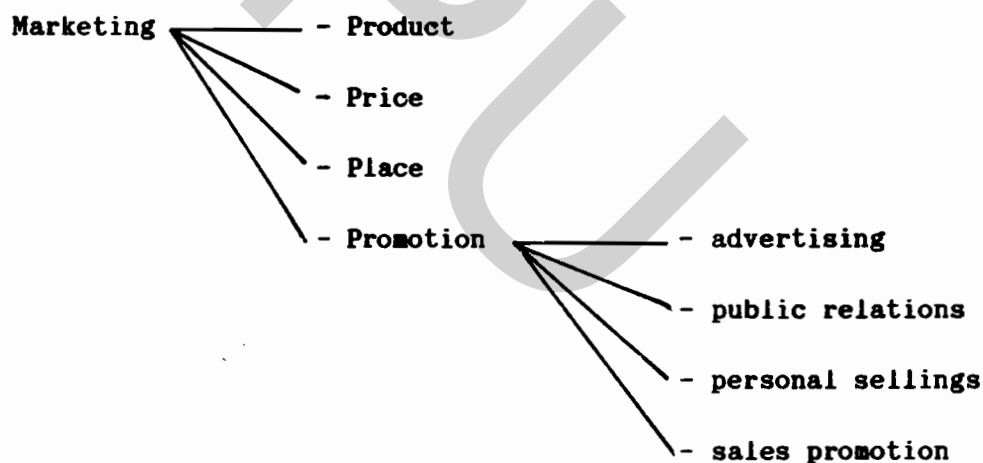 Marketing - Product
- Price
- Place
- Promotion - advertising
- public relations
- personal sellings
- sales promotion